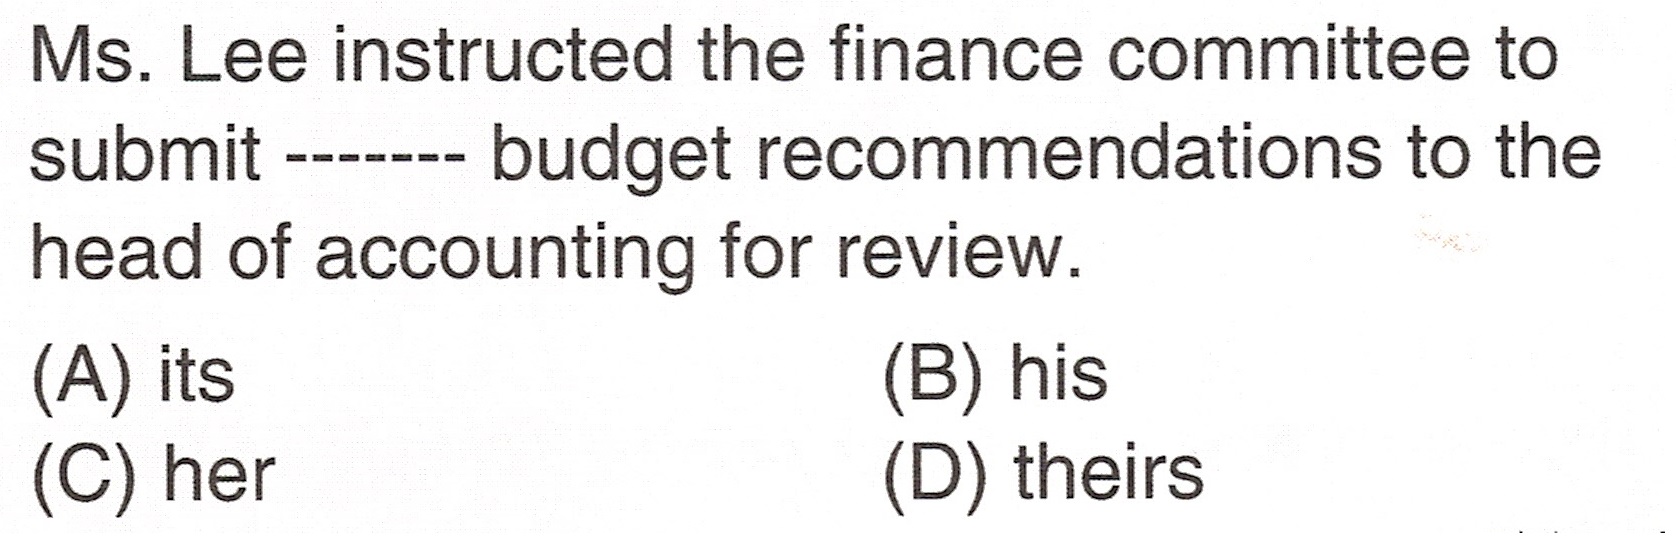 Ms. Lee instructed the finance committee to
submit ------- budget recommendations to the
head of accounting for review.
(A) its (B) his
(C) her (D) theirs